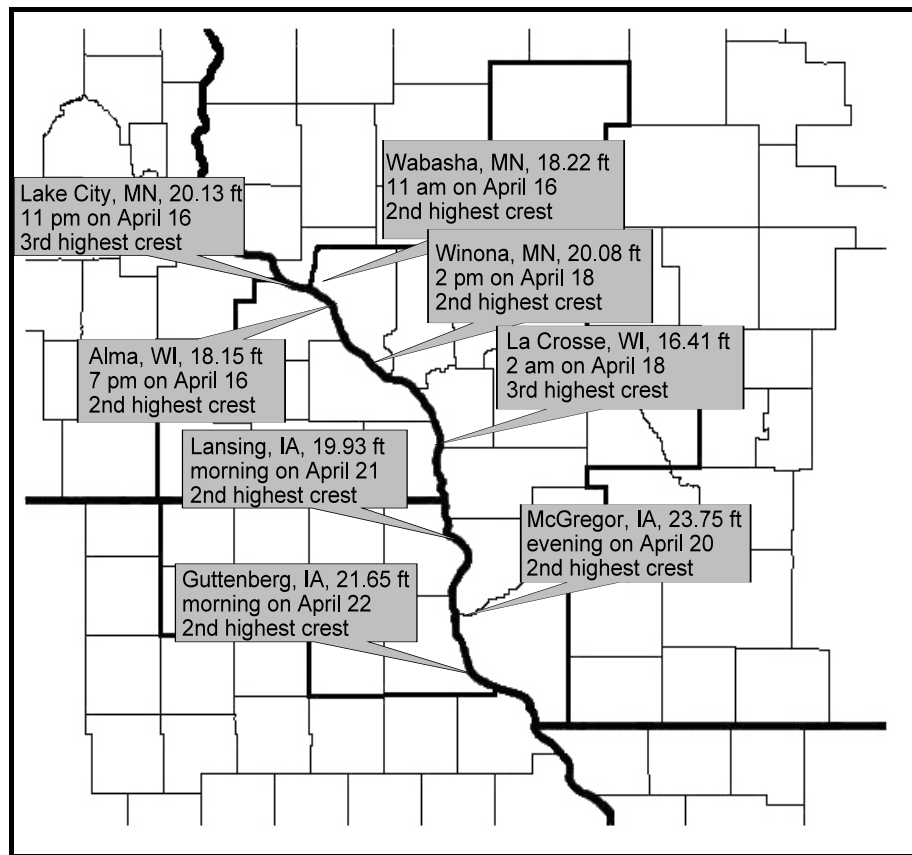 Wabasha, MN, 18.22 ft
11 am on April 16
2nd highest crest
Lake City, MN, 20.13 ft
11 pm on April 16
3rd highest crest
Winona, MN, 20.08 ft
2 pm on April 18
2nd highest crest
La Crosse, WI, 16.41 ft
2 am on April 18
3rd highest crest
Alma, WI, 18.15 ft
7 pm on April 16
2nd highest crest
Lansing, IA, 19.93 ft
morning on April 21
2nd highest crest
McGregor, IA, 23.75 ft
evening on April 20
2nd highest crest
Guttenberg, IA, 21.65 ft
morning on April 22
2nd highest crest